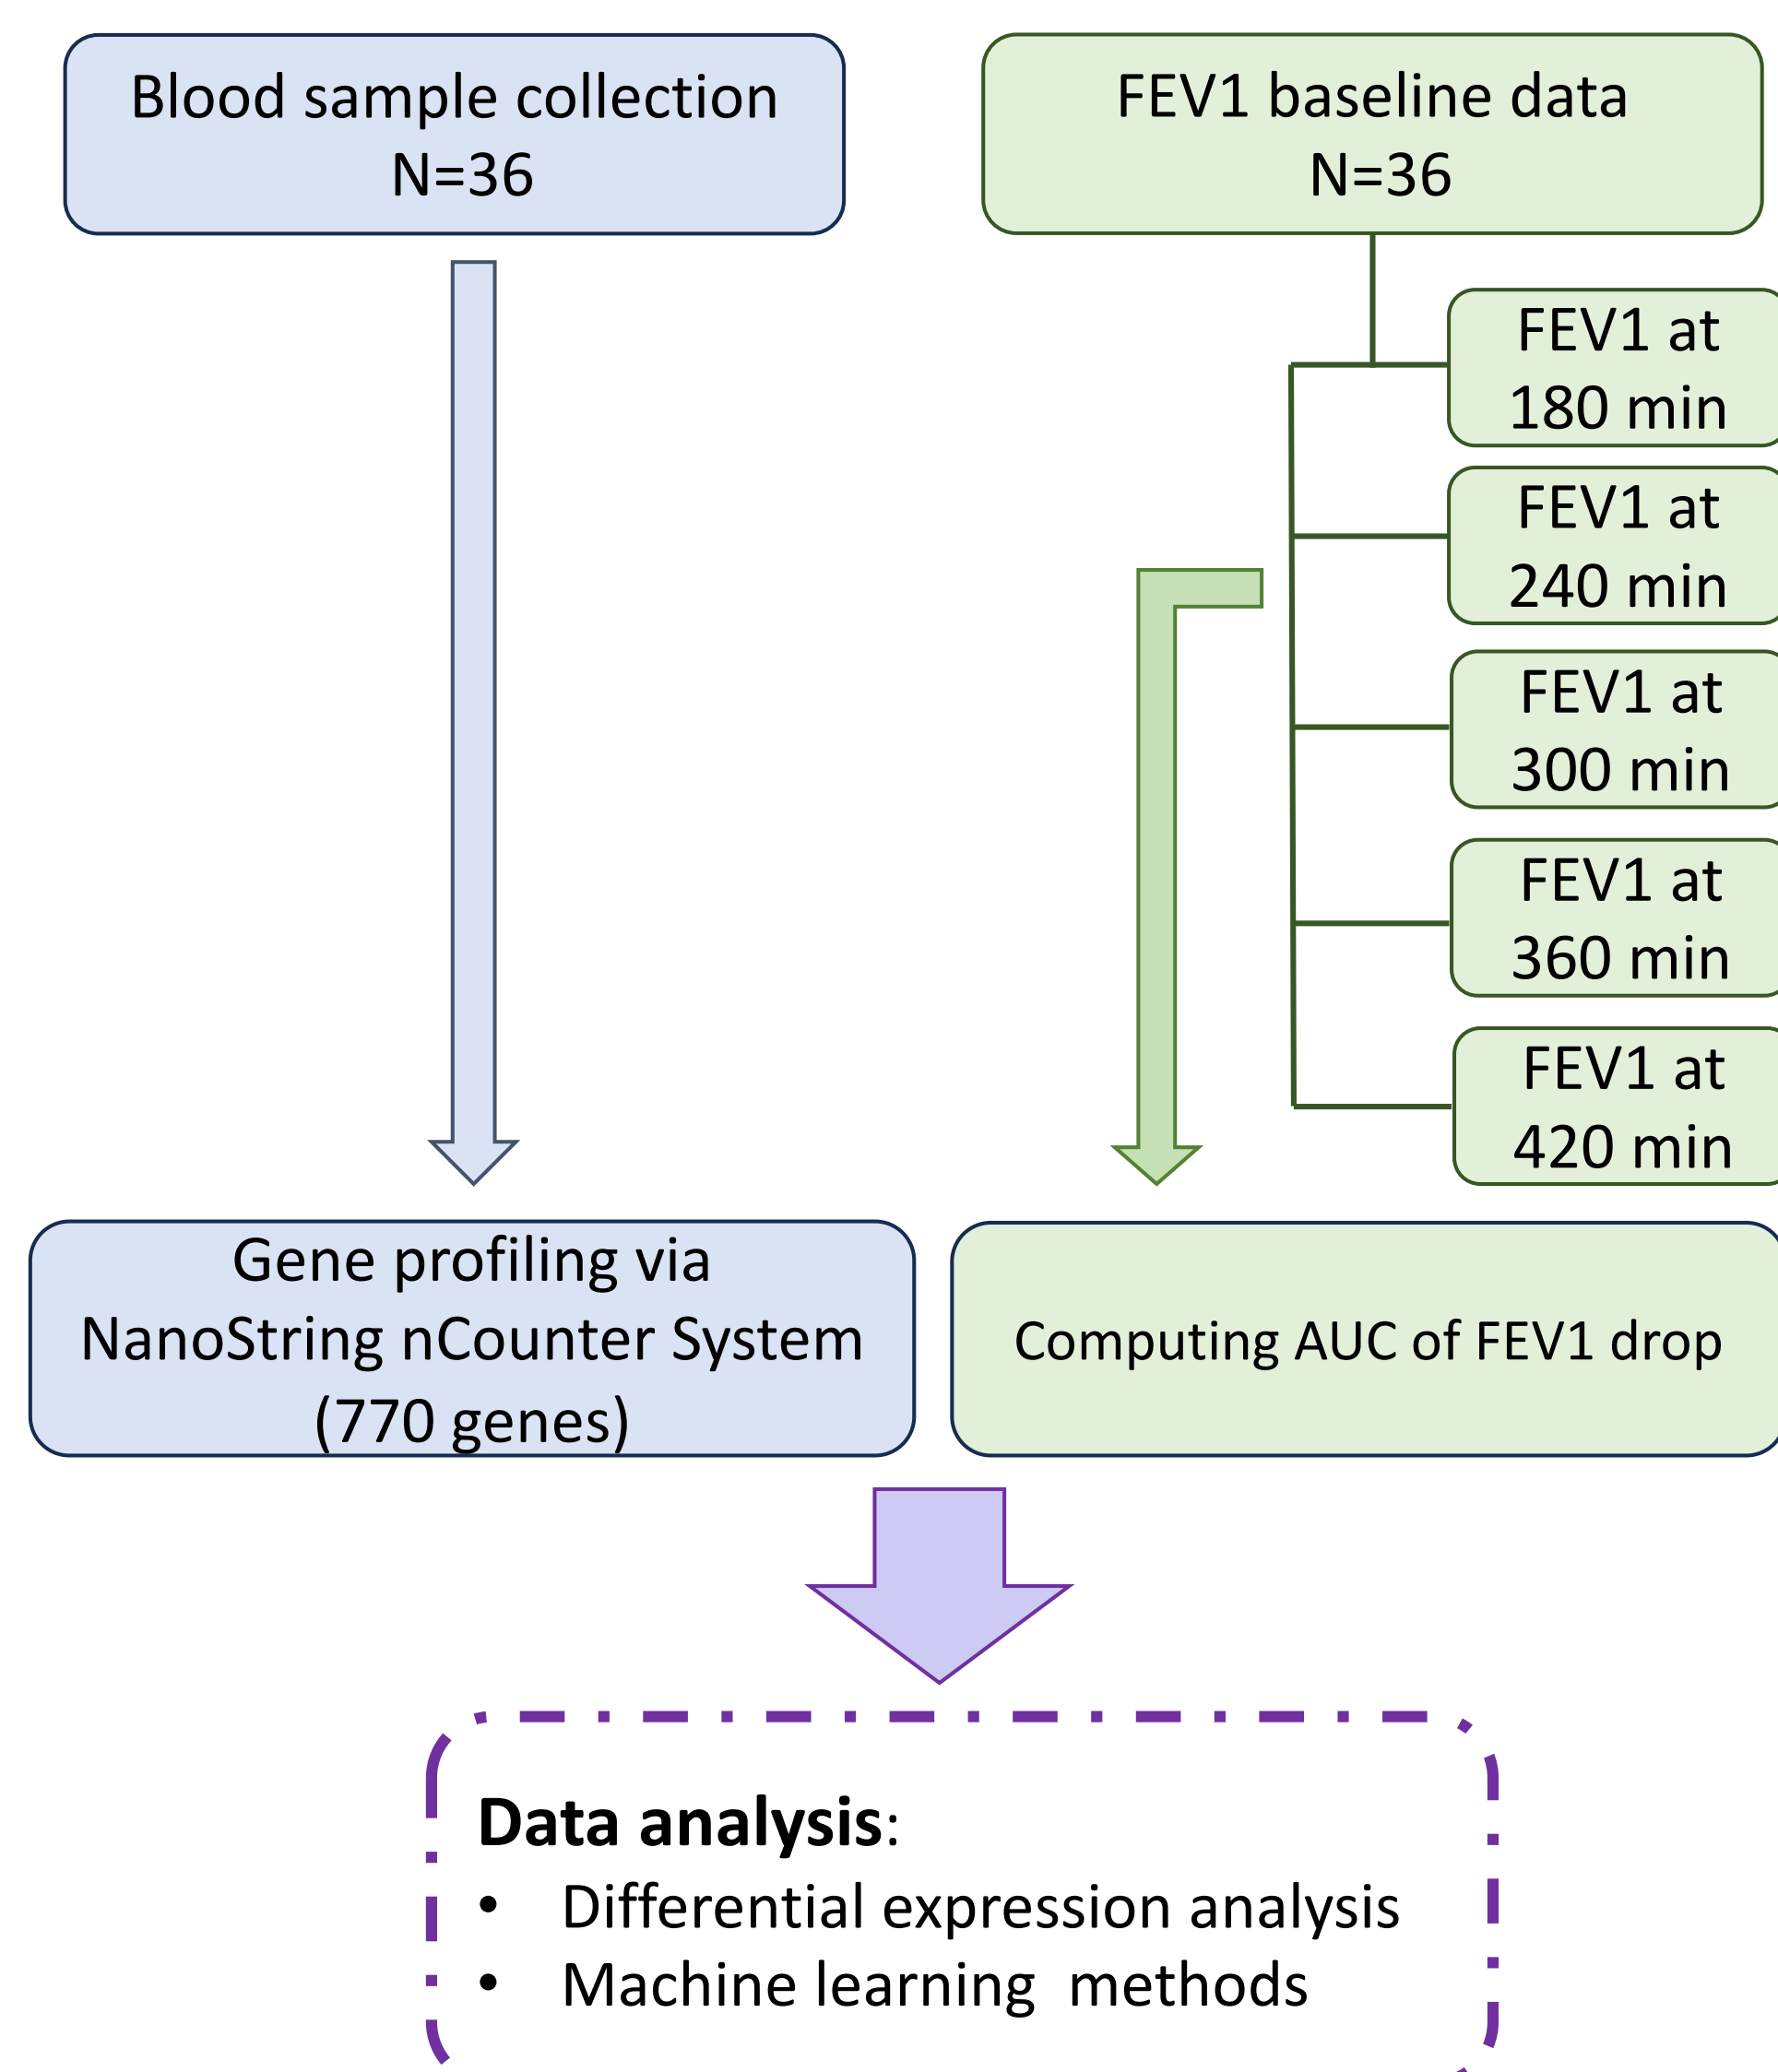 Blood sample collection
N=36
FEV1 baseline data
N=36
FEV1 at
180 min
FEV1 at
240 min
FEV1 at
300 min
FEV1 at
360 min
FEV1 at
420 min
Gene profiling via
NanoString nCounter System
(770 genes)
Computing AUC of FEV1 drop
Data analysis:
• Differential expression analysis
• Machine learning  methods